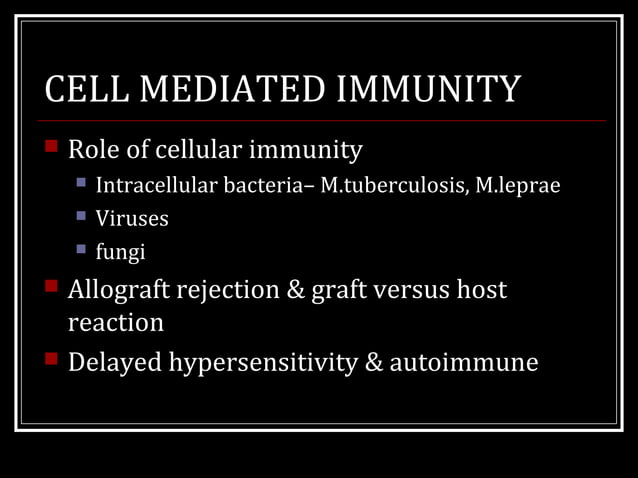 CELL MEDIATED IMMUNITY
Role of cellular immunity
Intracellular bacteria– M.tuberculosis, M.leprae
Viruses
fungi
Allograft rejection & graft versus host
reaction
Delayed hypersensitivity & autoimmune